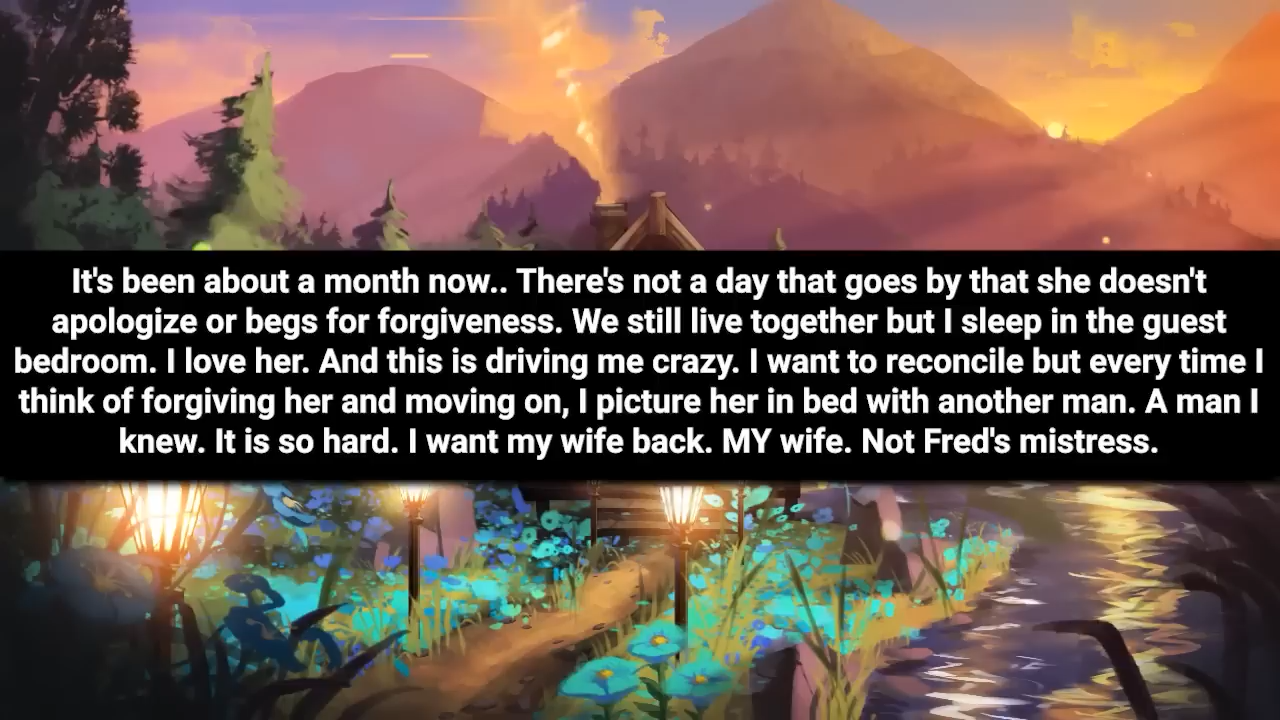 It's been about a month now.. There's not a day that goes by that she doesn't
apologize or begs for forgiveness. We still live together but I sleep in the guest
bedroom. I love her. And this is driving me crazy. I want to reconcile but every time I
think of forgiving her and moving on, I picture her in bed with another man. A man I
knew. It is so hard. I want my wife back. MY wife. Not Fred's mistress.